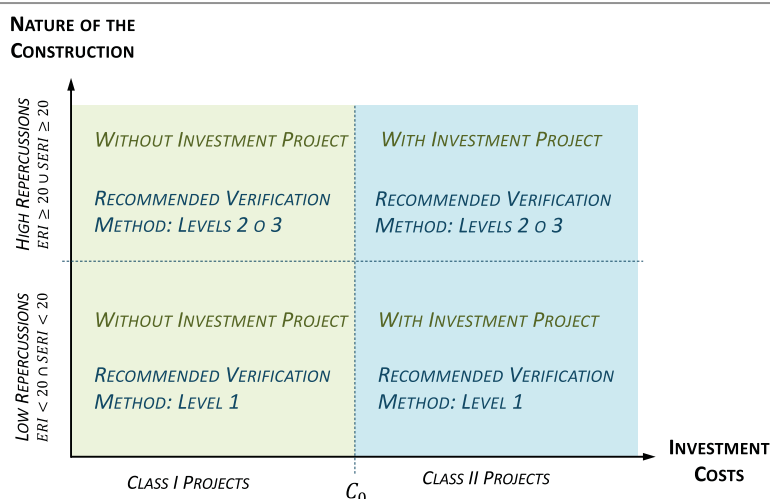 NATURE OF THE
CONSTRUCTION
HIGH REPERCUSSIONS
ERI ≥ 20 ∪ SERI ≥ 20
WITHOUT INVESTMENT PROJECT
RECOMMENDED VERIFICATION
METHOD: LEVELS 2 O 3
WITH INVESTMENT PROJECT
RECOMMENDED VERIFICATION
METHOD: LEVELS 2 O 3
LOW REPERCUSSIONS
ERI < 20 ∩ SERI < 20
WITHOUT INVESTMENT PROJECT
RECOMMENDED VERIFICATION
METHOD: LEVEL 1
WITH INVESTMENT PROJECT
RECOMMENDED VERIFICATION
METHOD: LEVEL 1
INVESTMENT
COSTS
CLASS I PROJECTS
C₀
CLASS II PROJECTS